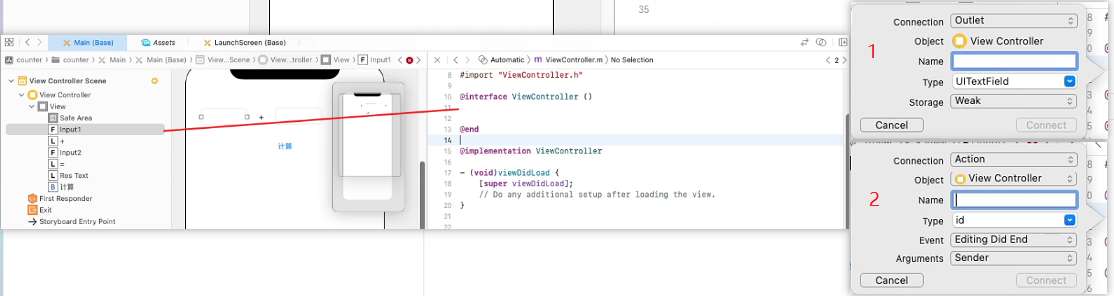 35
Main (Base)
Assets
LaunchScreen (Base)
counter
counter
Main
Main (Base)
View...Scene
View...troller
View
F Input1
Automatic
ViewController.m
No Selection
2
View Controller Scene
View Controller
View
Safe Area
F Input1
L +
F Input2
L =
L Res Text
B 计算
First Responder
Exit
Storyboard Entry Point
+
计算
8 #import "ViewController.h"
9
10 @interface ViewController ()
11
13 @end
14
15 @implementation ViewController
16
17 - (void)viewDidLoad {
18 [super viewDidLoad];
19 // Do any additional setup after loading the view.
20 }
21
22
1
Connection Outlet
Object View Controller
Name
Type UITextField
Storage Weak
Cancel Connect
2
Connection Action
Object View Controller
Name
Type id
Event Editing Did End
Arguments Sender
Cancel Connect